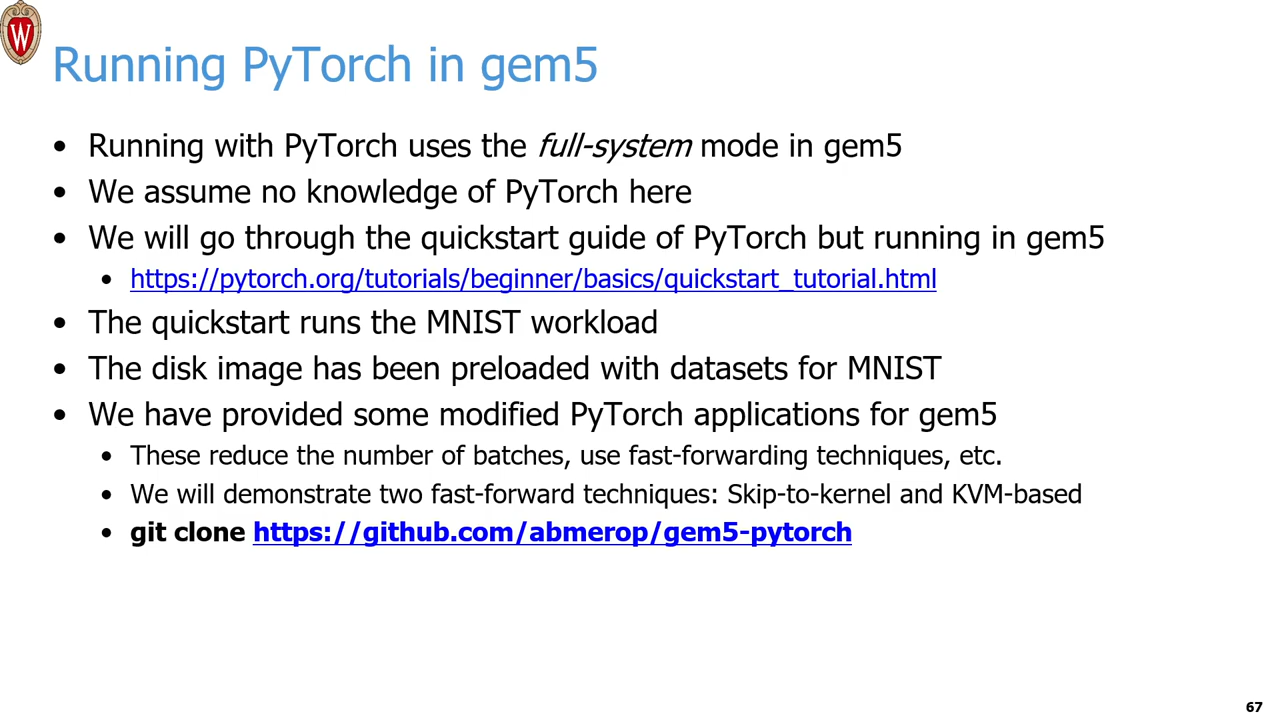 W
Running PyTorch in gem5
• Running with PyTorch uses the full-system mode in gem5
• We assume no knowledge of PyTorch here
• We will go through the quickstart guide of PyTorch but running in gem5
• https://pytorch.org/tutorials/beginner/basics/quickstart_tutorial.html
• The quickstart runs the MNIST workload
• The disk image has been preloaded with datasets for MNIST
• We have provided some modified PyTorch applications for gem5
• These reduce the number of batches, use fast-forwarding techniques, etc.
• We will demonstrate two fast-forward techniques: Skip-to-kernel and KVM-based
• git clone https://github.com/abmerop/gem5-pytorch
67